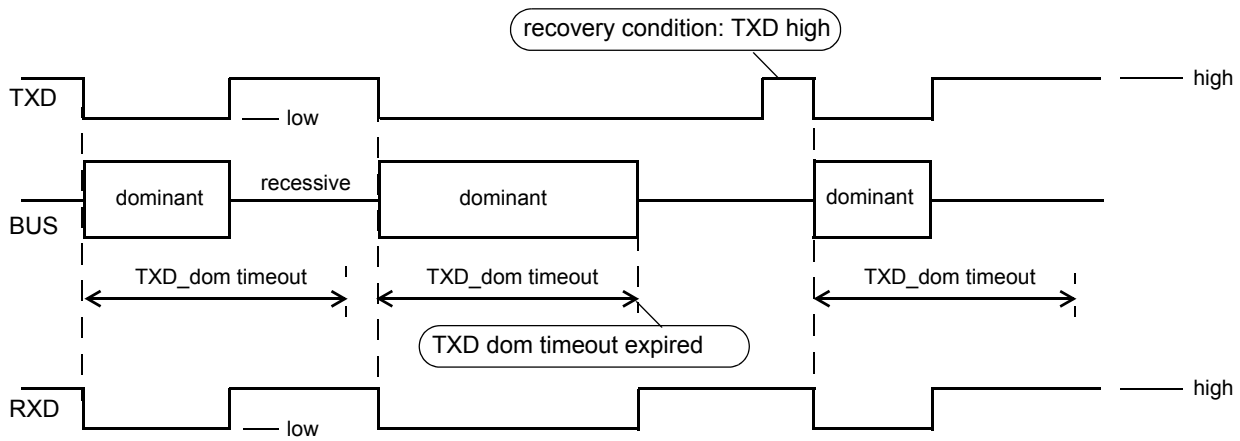 recovery condition: TXD high
TXD
high
low
dominant
recessive
dominant
dominant
BUS
TXD_dom timeout
TXD_dom timeout
TXD_dom timeout
TXD dom timeout expired
high
RXD
low